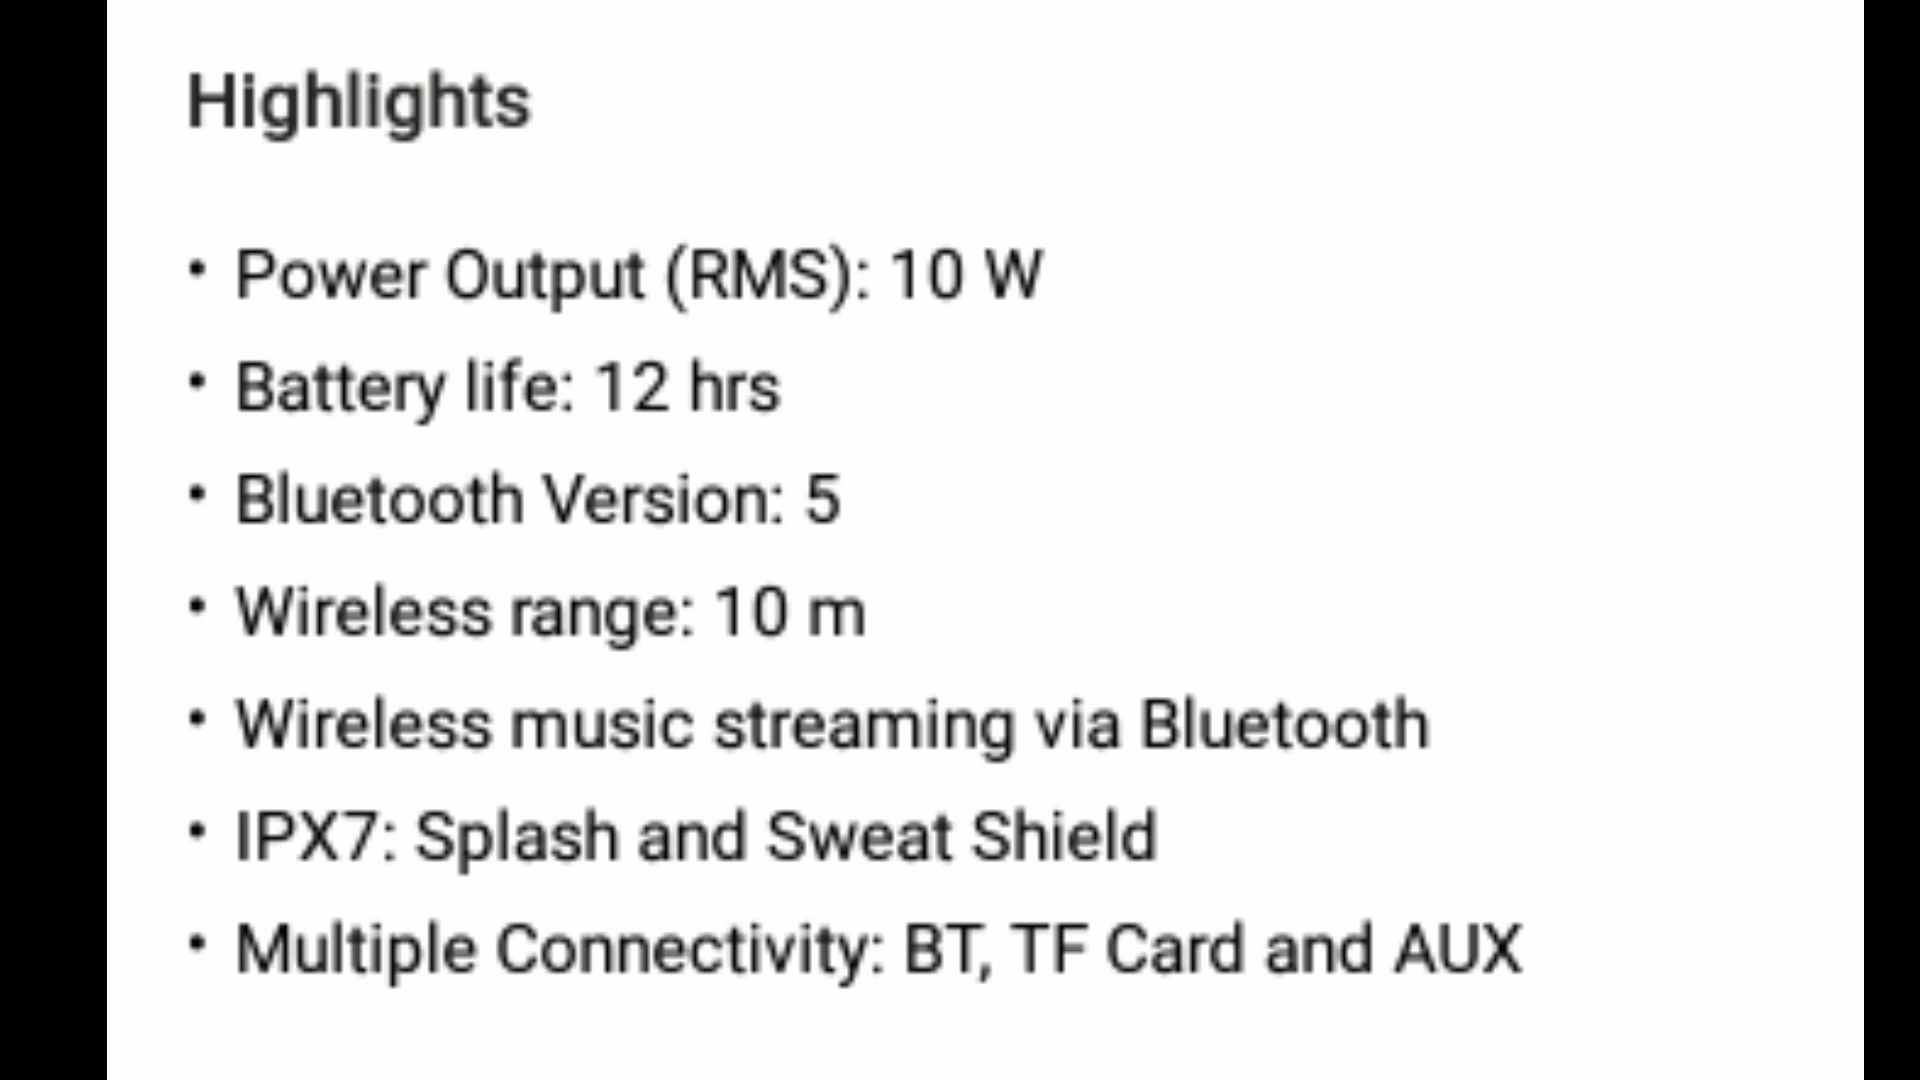 Highlights
• Power Output (RMS): 10 W
• Battery life: 12 hrs
• Bluetooth Version: 5
• Wireless range: 10 m
• Wireless music streaming via Bluetooth
• IPX7: Splash and Sweat Shield
• Multiple Connectivity: BT, TF Card and AUX